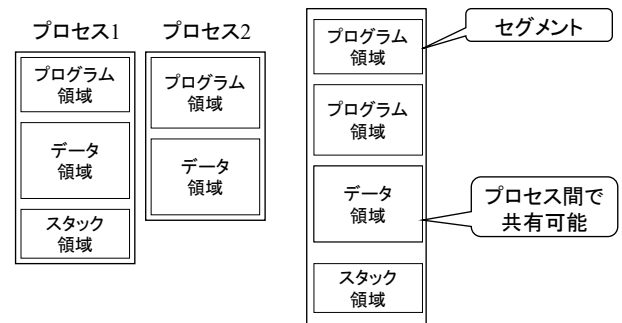 プロセス1
プログラム
領域
データ
領域
スタック
領域
プロセス2
プログラム
領域
データ
領域
プログラム
領域
プログラム
領域
データ
領域
スタック
領域
セグメント
プロセス間で
共有可能